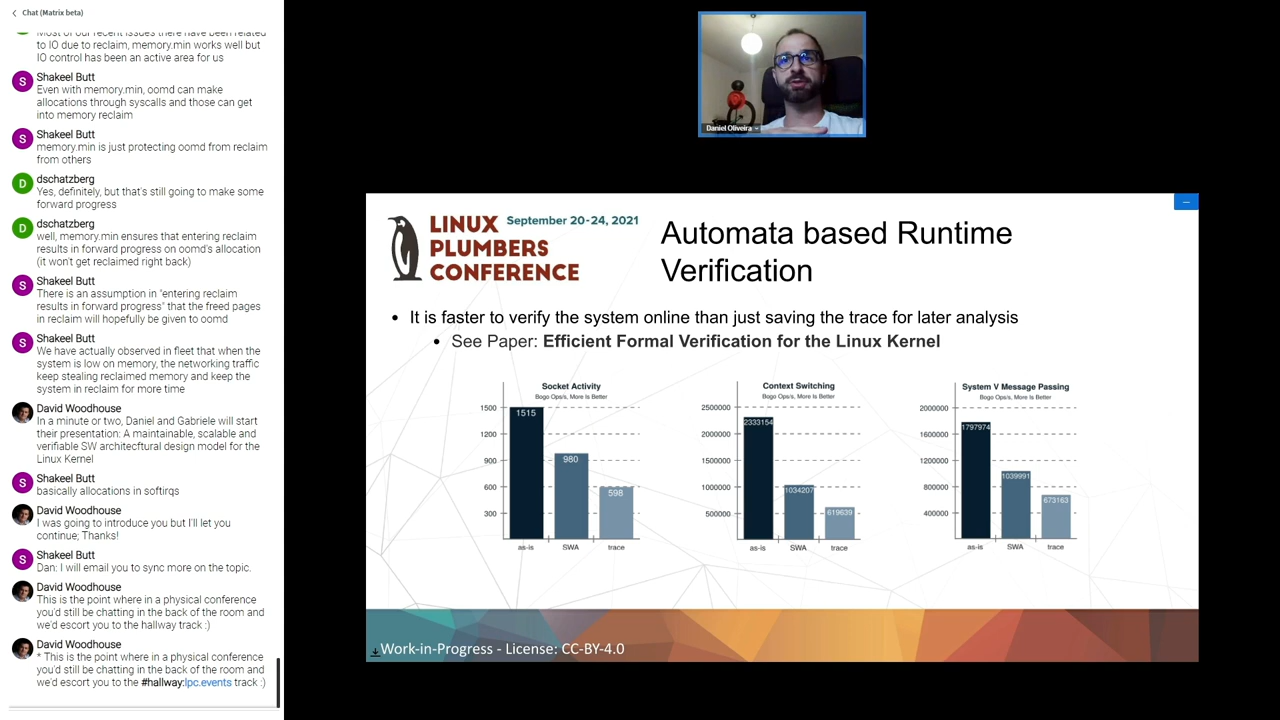 Chat (Matrix beta)
Most of our recent issues there have been related
to IO due to reclaim, memory.min works well but
IO control has been an active area for us
S
Shakeel Butt
Even with memory.min, oomd can make
allocations through syscalls and those can get
into memory reclaim
S
Shakeel Butt
memory.min is just protecting oomd from reclaim
from others
D
dschatzberg
Yes, definitely, but that's still going to make some
forward progress
D
dschatzberg
well, memory.min ensures that entering reclaim
results in forward progress on oomd's allocation
(it won't get reclaimed right back)
S
Shakeel Butt
There is an assumption in "entering reclaim
results in forward progress" that the freed pages
in reclaim will hopefully be given to oomd
S
Shakeel Butt
We have actually observed in fleet that when the
system is low on memory, the networking traffic
keep stealing reclaimed memory and keep the
system in reclaim for more time
David Woodhouse
In a minute or two, Daniel and Gabriele will start
their presentation: A maintainable, scalable and
verifiable SW architecftural design model for the
Linux Kernel
S
Shakeel Butt
basically allocations in softirqs
David Woodhouse
I was going to introduce you but I'll let you
continue; Thanks!
S
Shakeel Butt
Dan: I will email you to sync more on the topic.
David Woodhouse
This is the point where in a physical conference
you'd still be chatting in the back of the room and
we'd escort you to the hallway track :)
David Woodhouse
* This is the point where in a physical conference
you'd still be chatting in the back of the room and
we'd escort you to the #hallway:lpc.events track :)
Daniel Oliveira
LINUX September 20-24, 2021
PLUMBERS
CONFERENCE
Automata based Runtime
Verification
• It is faster to verify the system online than just saving the trace for later analysis
• See Paper: Efficient Formal Verification for the Linux Kernel
Socket Activity
Bogo Ops/s, More Is Better
1500
1200
900
600
300
1515
980
598
as-is SWA trace
Context Switching
Bogo Ops/s, More Is Better
2500000
2000000
1500000
1000000
500000
2333154
1034207
619639
as-is SWA trace
System V Message Passing
Bogo Ops/s, More Is Better
2000000
1600000
1200000
800000
400000
1797974
1039991
673163
as-is SWA trace
Work-in-Progress - License: CC-BY-4.0